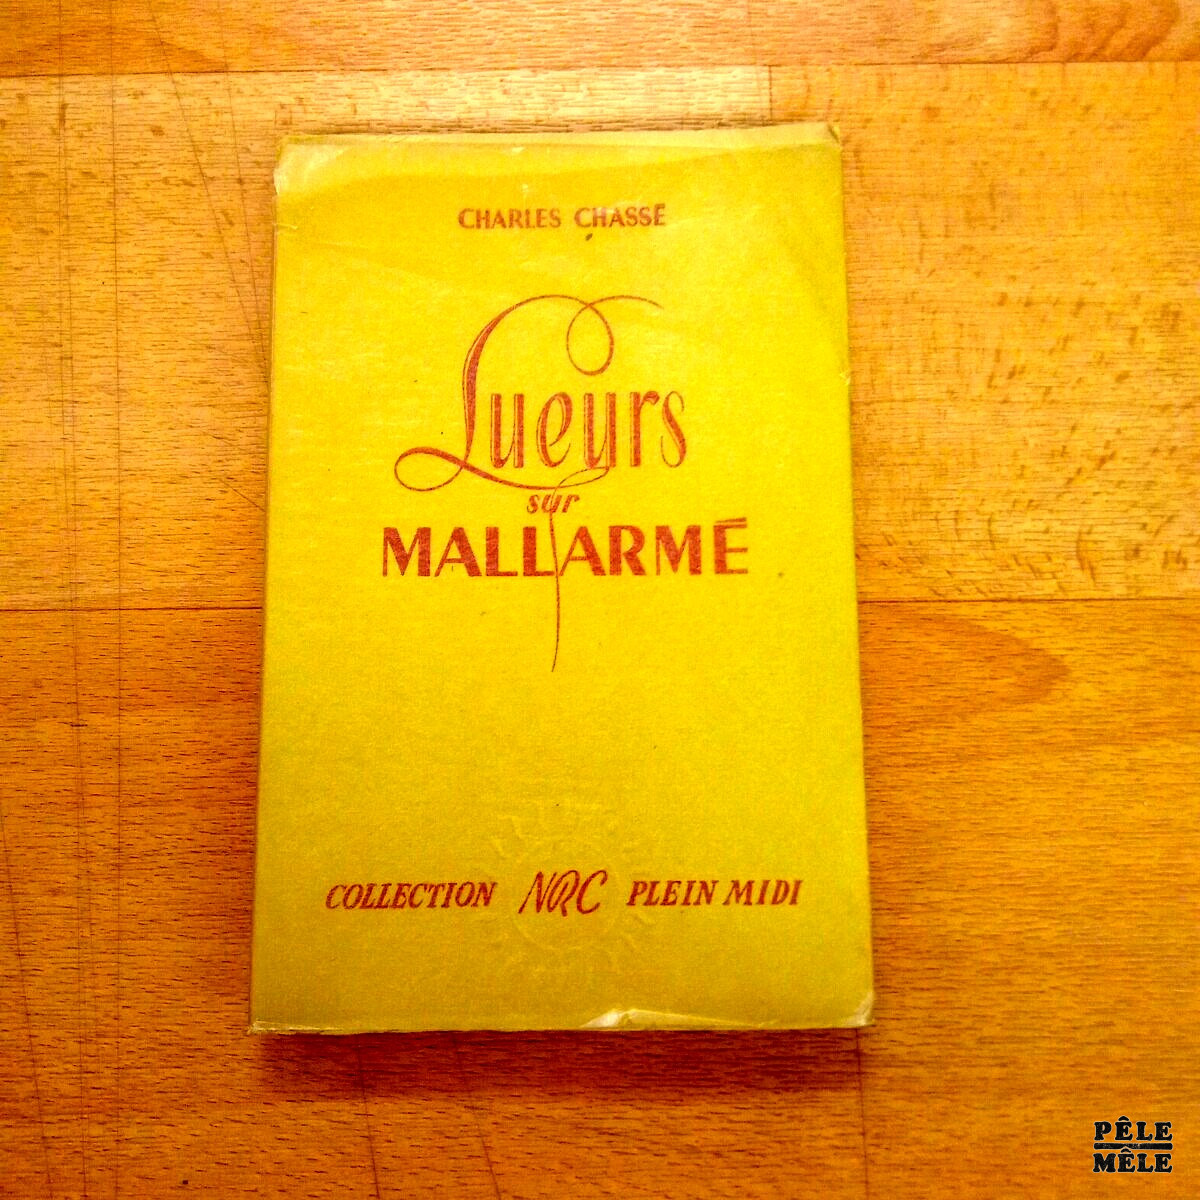 CHARLES CHASSÉ
Lueurs
sur
MALLARMÉ
COLLECTION NRC PLEIN MIDI
PÊLE
MÊLE